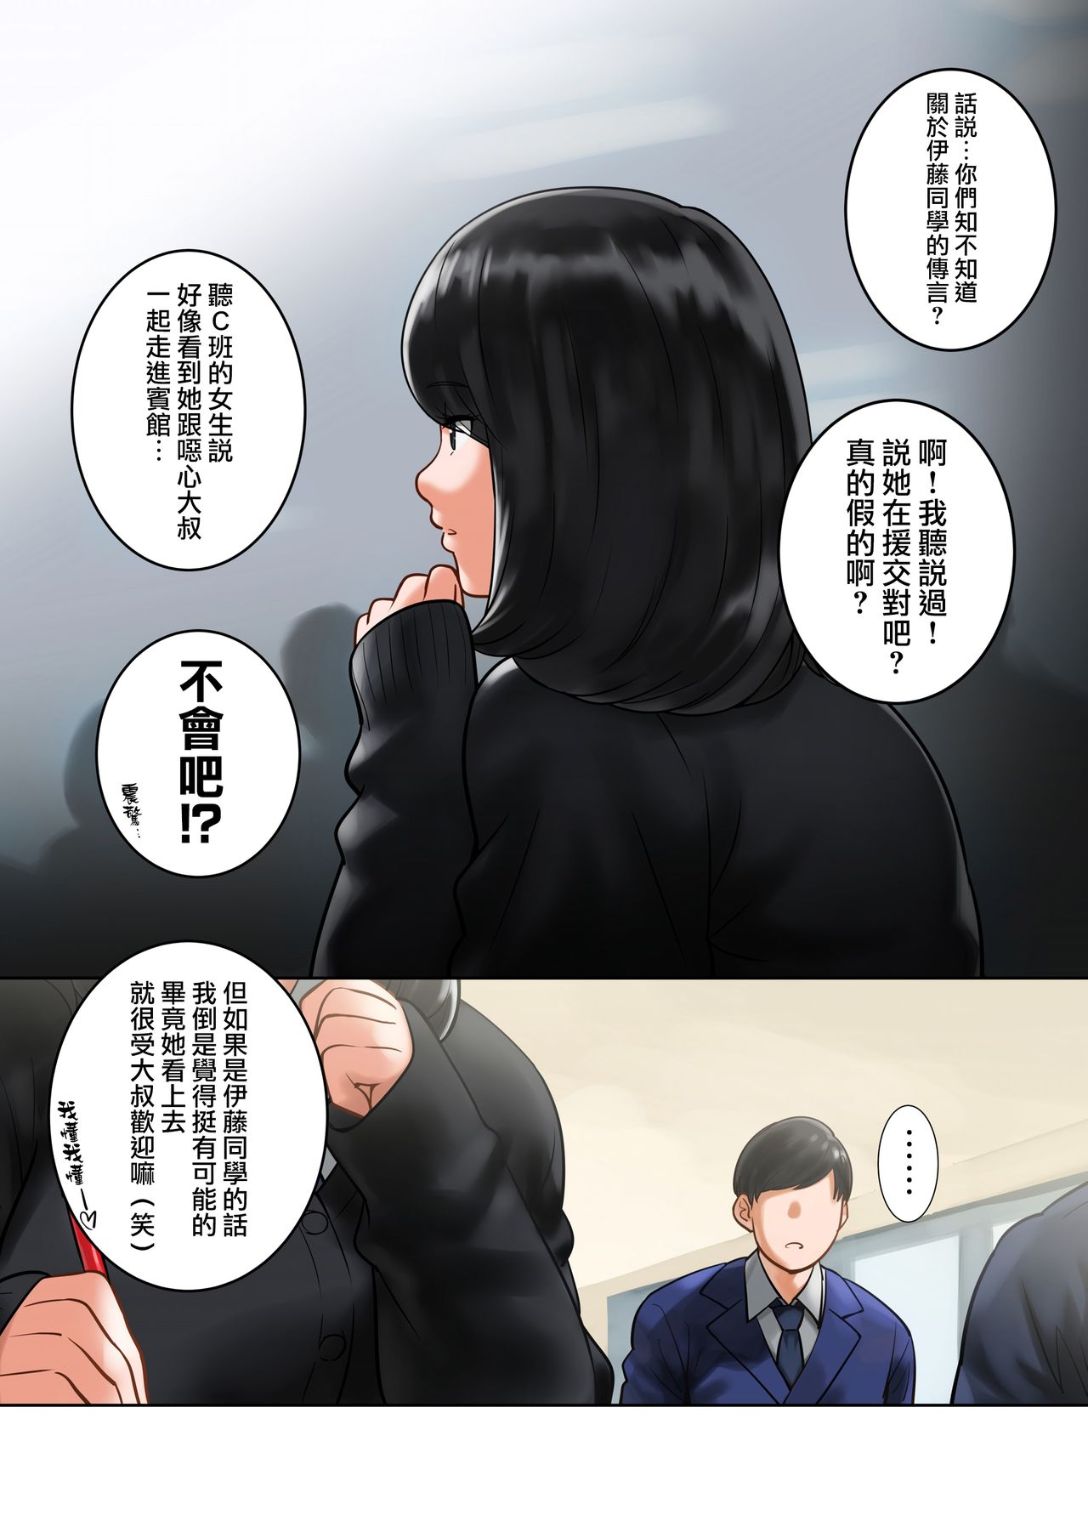 話說…你們知不知道
關於伊藤同學的傳言?
啊!我聽說過!
說她在援交對吧?
真的假的啊?
聽C班的女生說
好像看到她跟噁心大叔
一起走進賓館…
不會吧!?
震驚…
但如果是伊藤同學的話
我倒是覺得挺有可能的
畢竟她看上去
就很受大叔歡迎嘛(笑)
……